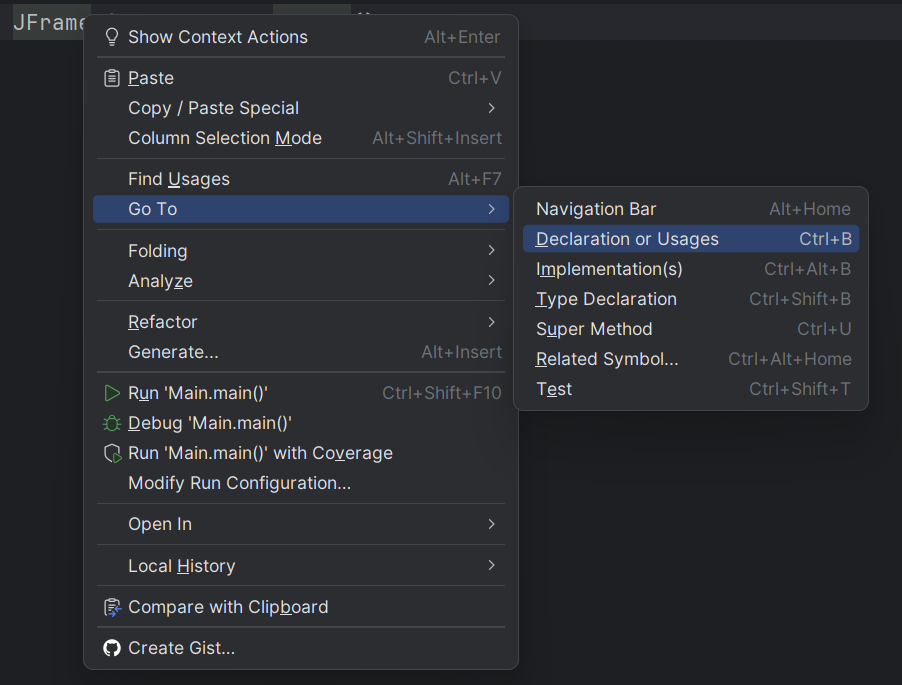 JFrame
Show Context Actions Alt+Enter
Paste Ctrl+V
Copy / Paste Special
Column Selection Mode Alt+Shift+Insert
Find Usages Alt+F7
Go To
Folding
Analyze
Refactor
Generate... Alt+Insert
Run 'Main.main()' Ctrl+Shift+F10
Debug 'Main.main()'
Run 'Main.main()' with Coverage
Modify Run Configuration...
Open In
Local History
Compare with Clipboard
Create Gist...
Navigation Bar Alt+Home
Declaration or Usages Ctrl+B
Implementation(s) Ctrl+Alt+B
Type Declaration Ctrl+Shift+B
Super Method Ctrl+U
Related Symbol... Ctrl+Alt+Home
Test Ctrl+Shift+T